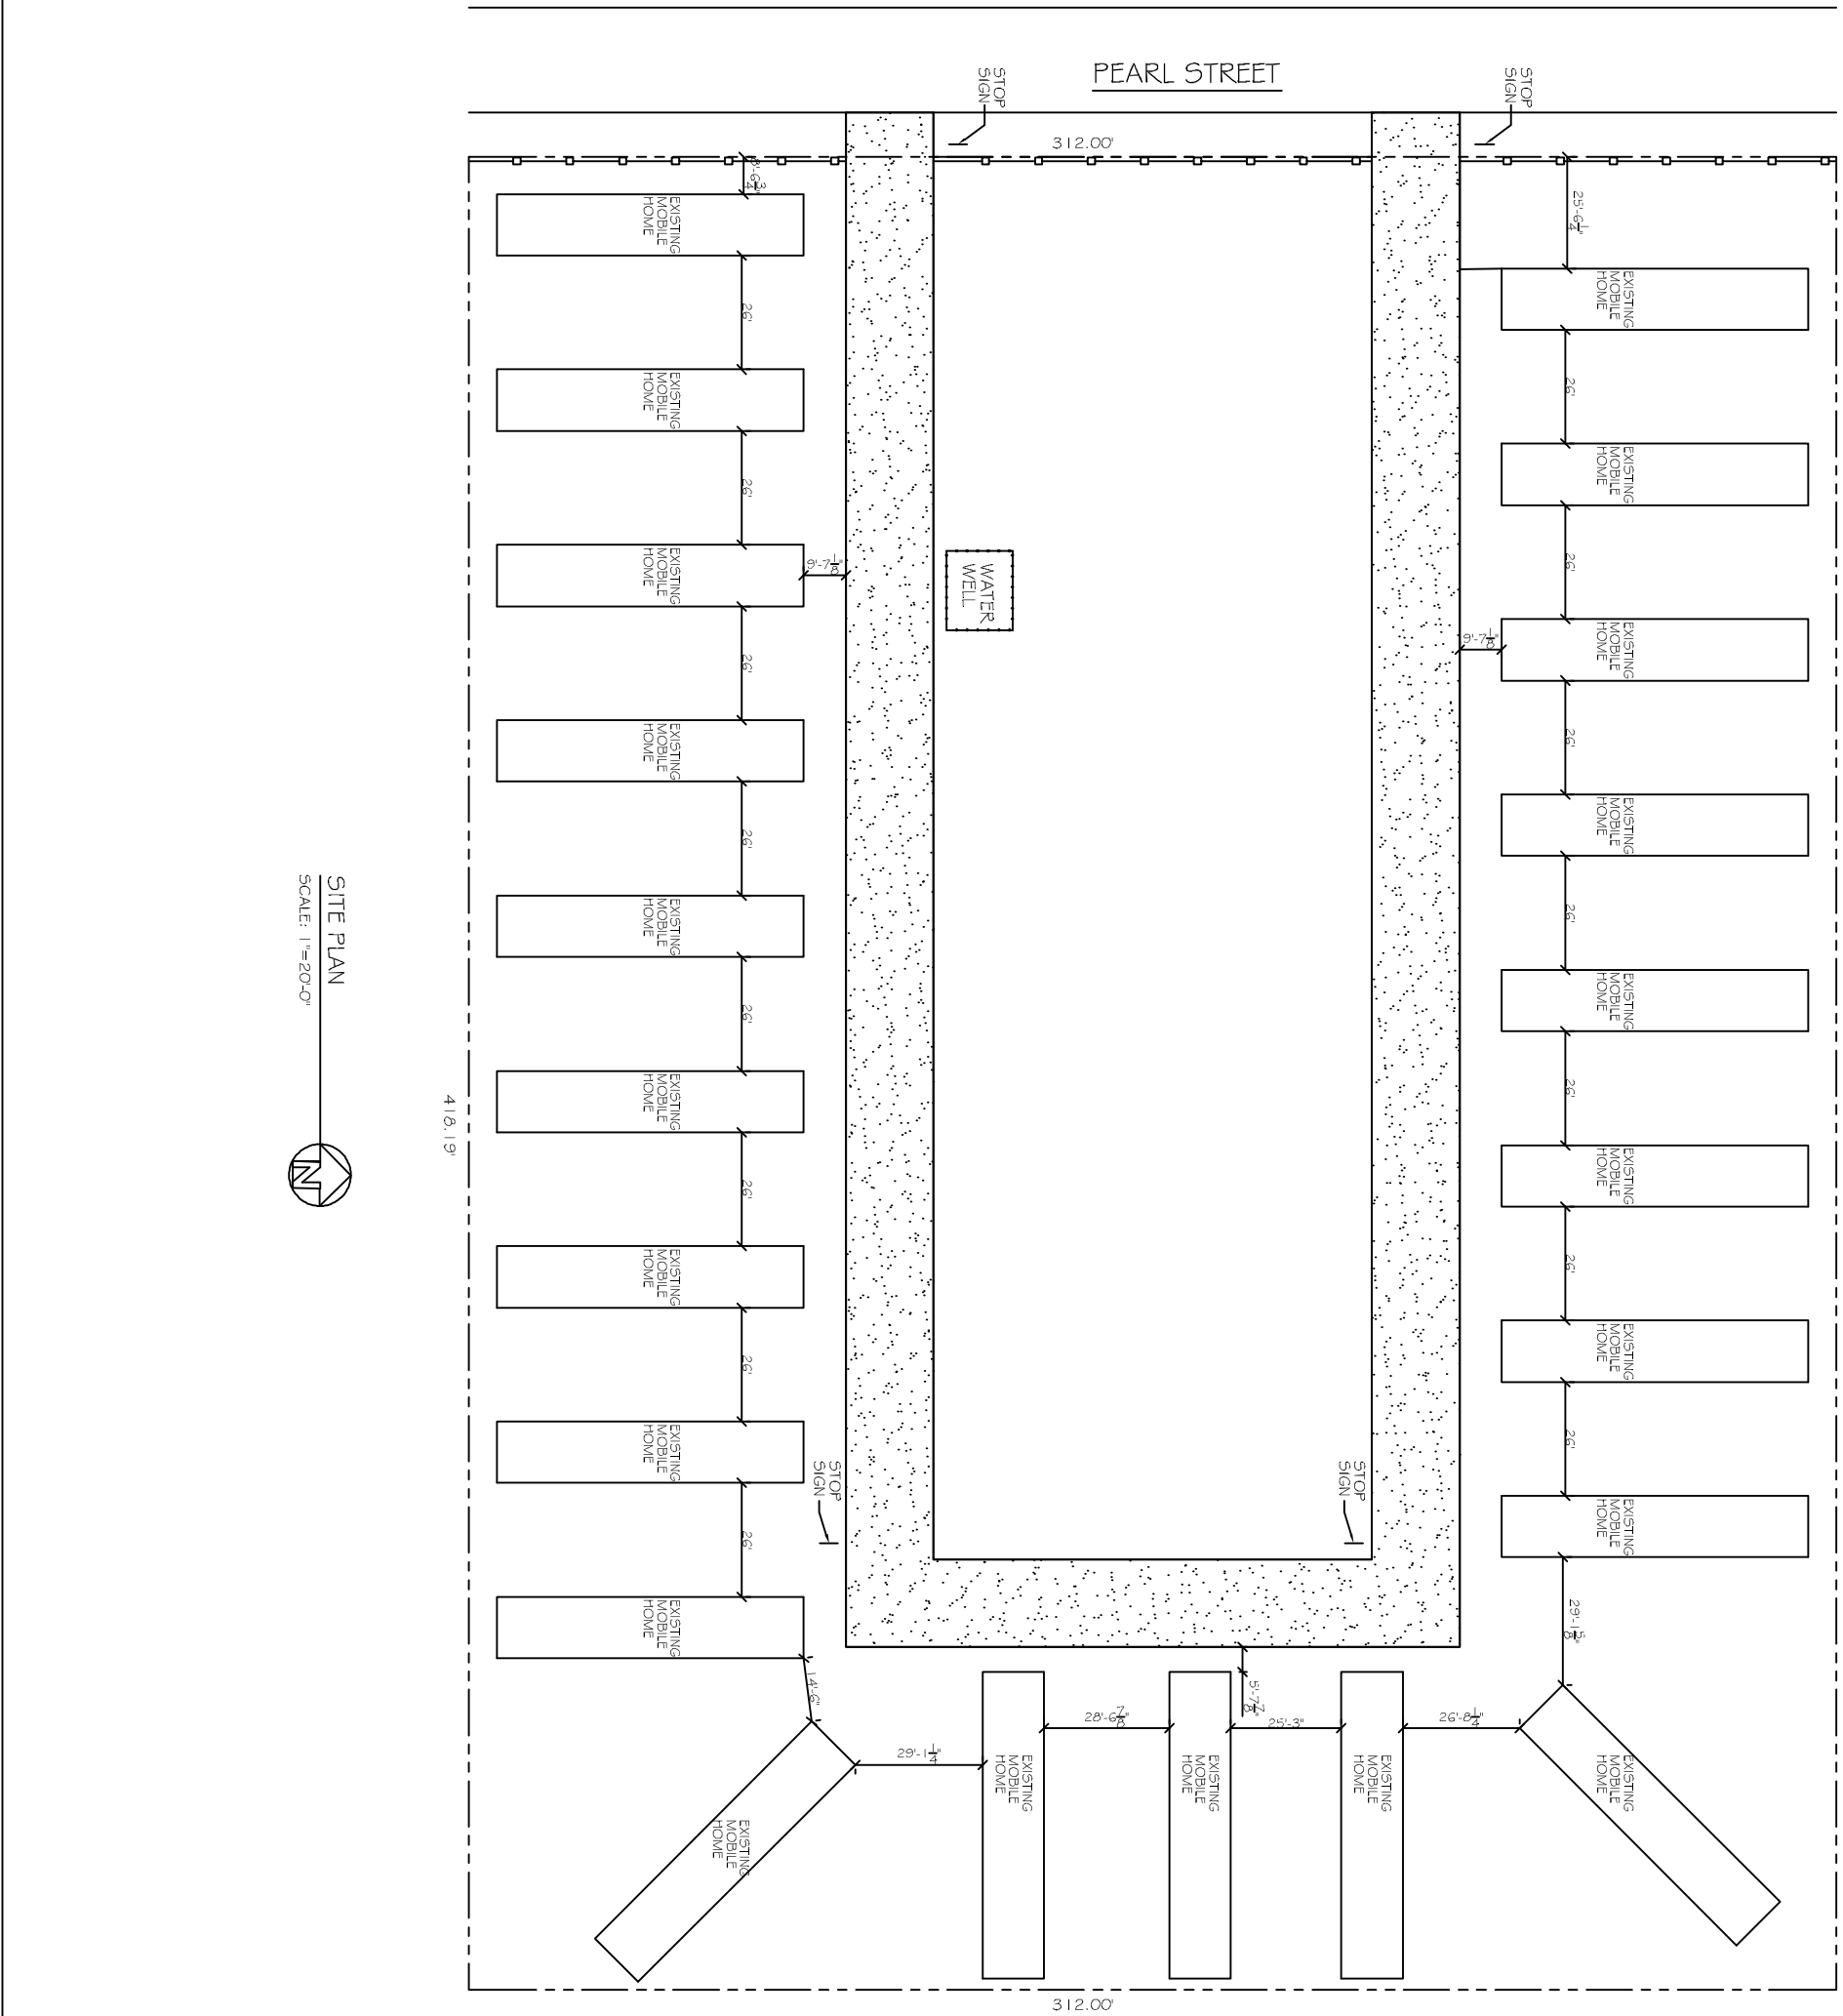 PEARL STREET
STOP
SIGN
STOP
SIGN
312.00'
8'-6 3/4"
25'-6 1/4"
EXISTING
MOBILE
HOME
EXISTING
MOBILE
HOME
26'
26'
EXISTING
MOBILE
HOME
EXISTING
MOBILE
HOME
26'
26'
EXISTING
MOBILE
HOME
9'-7 1/8"
WATER
WELL
9'-7 1/8"
EXISTING
MOBILE
HOME
26'
26'
EXISTING
MOBILE
HOME
EXISTING
MOBILE
HOME
26'
26'
EXISTING
MOBILE
HOME
EXISTING
MOBILE
HOME
26'
26'
EXISTING
MOBILE
HOME
EXISTING
MOBILE
HOME
26'
26'
EXISTING
MOBILE
HOME
EXISTING
MOBILE
HOME
26'
26'
EXISTING
MOBILE
HOME
EXISTING
MOBILE
HOME
26'
EXISTING
MOBILE
HOME
STOP
SIGN
STOP
SIGN
29'-1 5/8"
14'-6"
29'-1 1/4"
28'-6 7/8"
5'-7 7/8"
25'-3"
26'-8 1/4"
EXISTING
MOBILE
HOME
EXISTING
MOBILE
HOME
EXISTING
MOBILE
HOME
EXISTING
MOBILE
HOME
EXISTING
MOBILE
HOME
312.00'
418.19'
SITE PLAN
SCALE: 1"=20'-0"
N